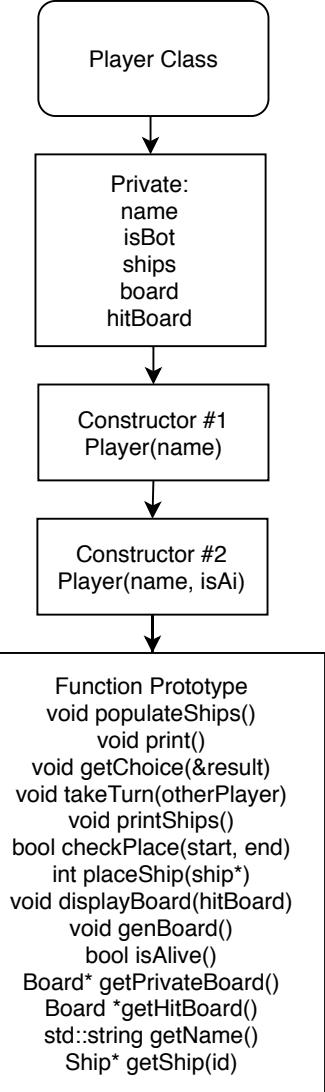 Player Class
Private:
name
isBot
ships
board
hitBoard
Constructor #1
Player(name)
Constructor #2
Player(name, isAi)
Function Prototype
void populateShips()
void print()
void getChoice(&result)
void takeTurn(otherPlayer)
void printShips()
bool checkPlace(start, end)
int placeShip(ship*)
void displayBoard(hitBoard)
void genBoard()
bool isAlive()
Board* getPrivateBoard()
Board *getHitBoard()
std::string getName()
Ship* getShip(id)